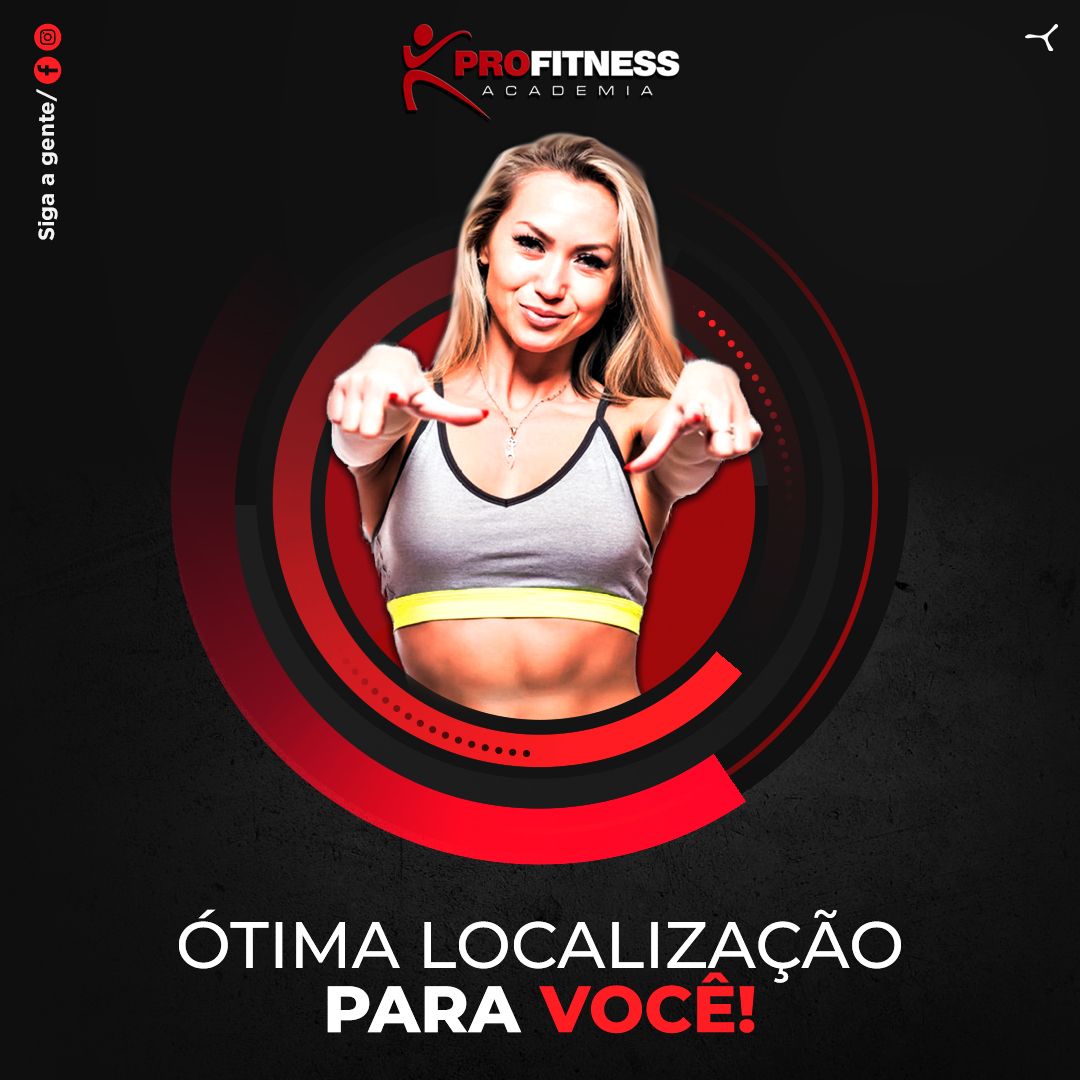 Siga a gente/
PROFITNESS
ACADEMIA
ÓTIMA LOCALIZAÇÃO
PARA VOCÊ!